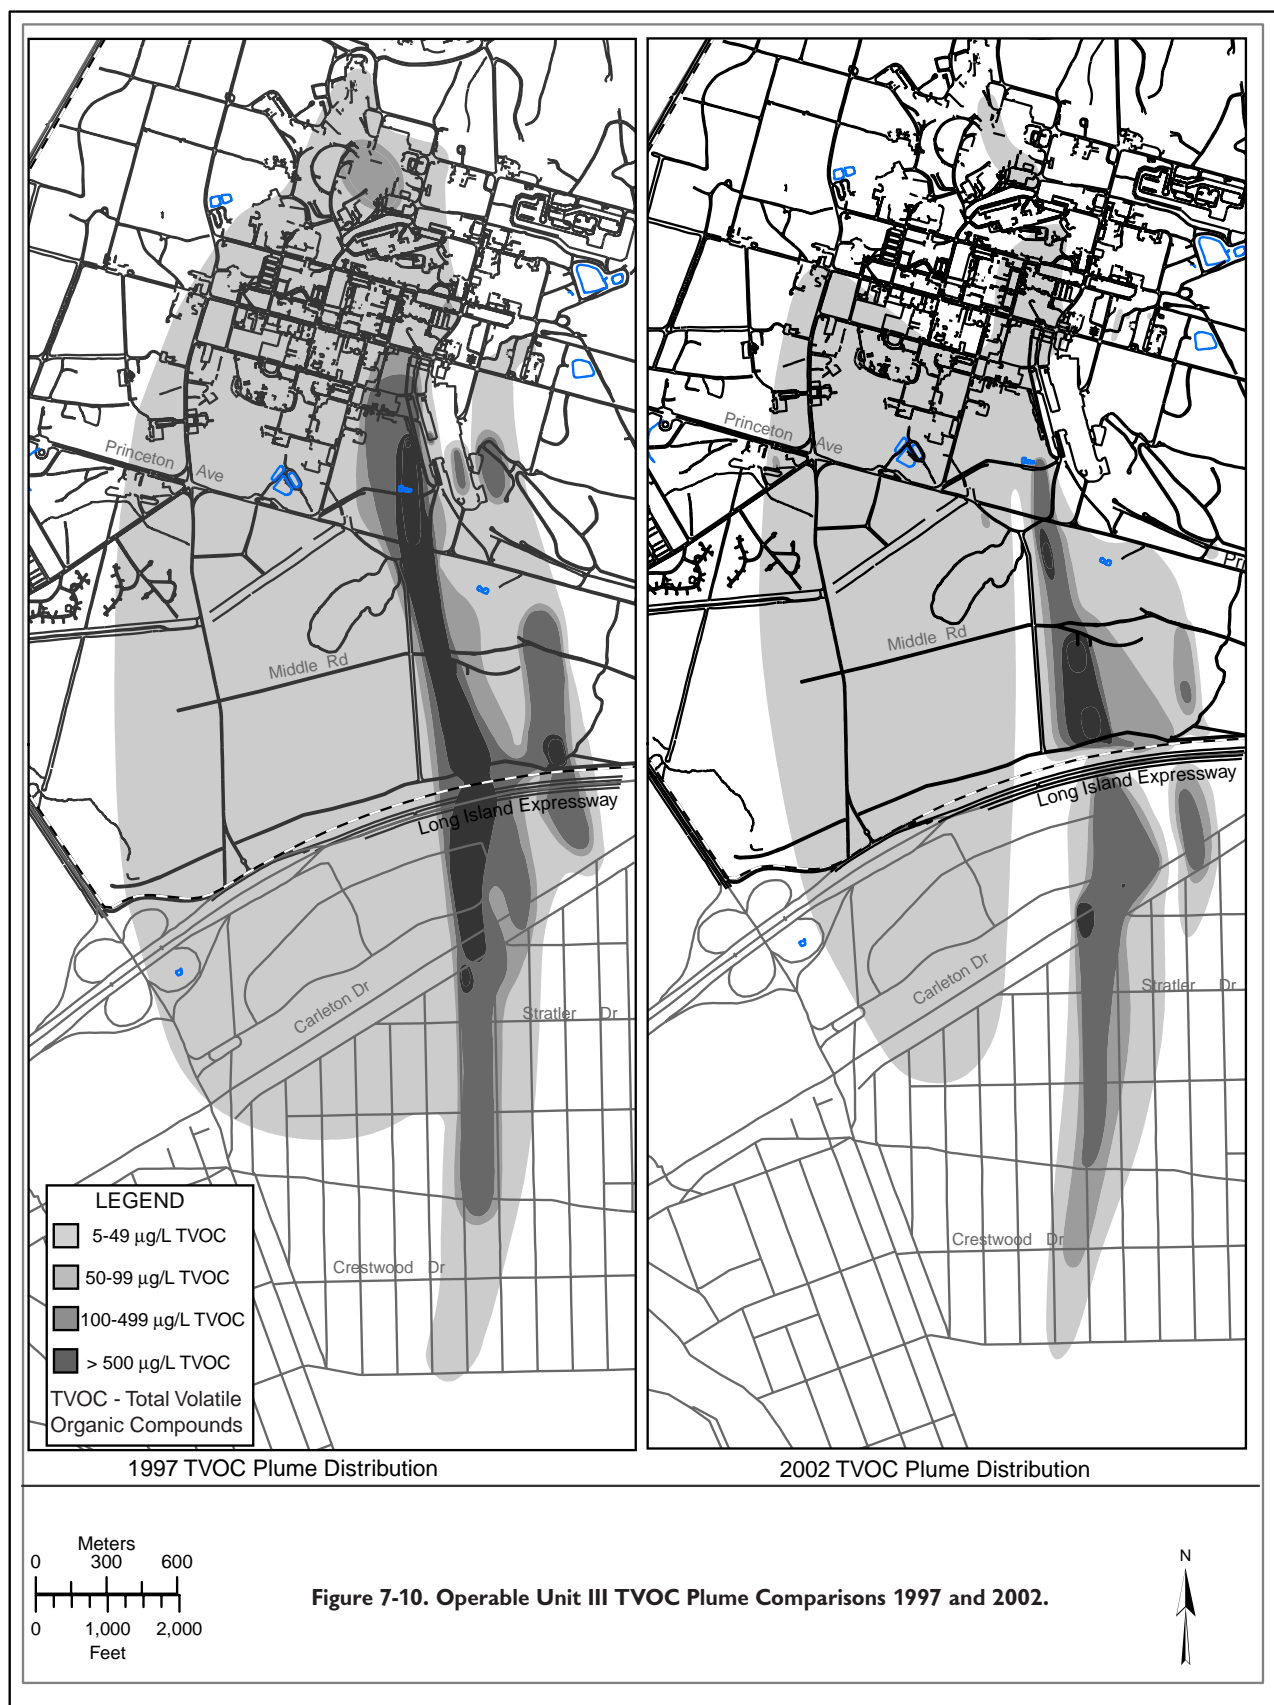 Princeton Ave
Middle Rd
Long Island Expressway
Carleton Dr
Stratler Dr
Crestwood Dr
LEGEND
5-49 µg/L TVOC
50-99 µg/L TVOC
100-499 µg/L TVOC
> 500 µg/L TVOC
TVOC - Total Volatile
Organic Compounds
1997 TVOC Plume Distribution
Princeton Ave
Pri
Middle Rd
Long Island Expressway
Carleton Dr
Stratler Dr
Crestwood Dr
2002 TVOC Plume Distribution
Meters
0 300 600
0 1,000 2,000
Feet
Figure 7-10. Operable Unit III TVOC Plume Comparisons 1997 and 2002.
N